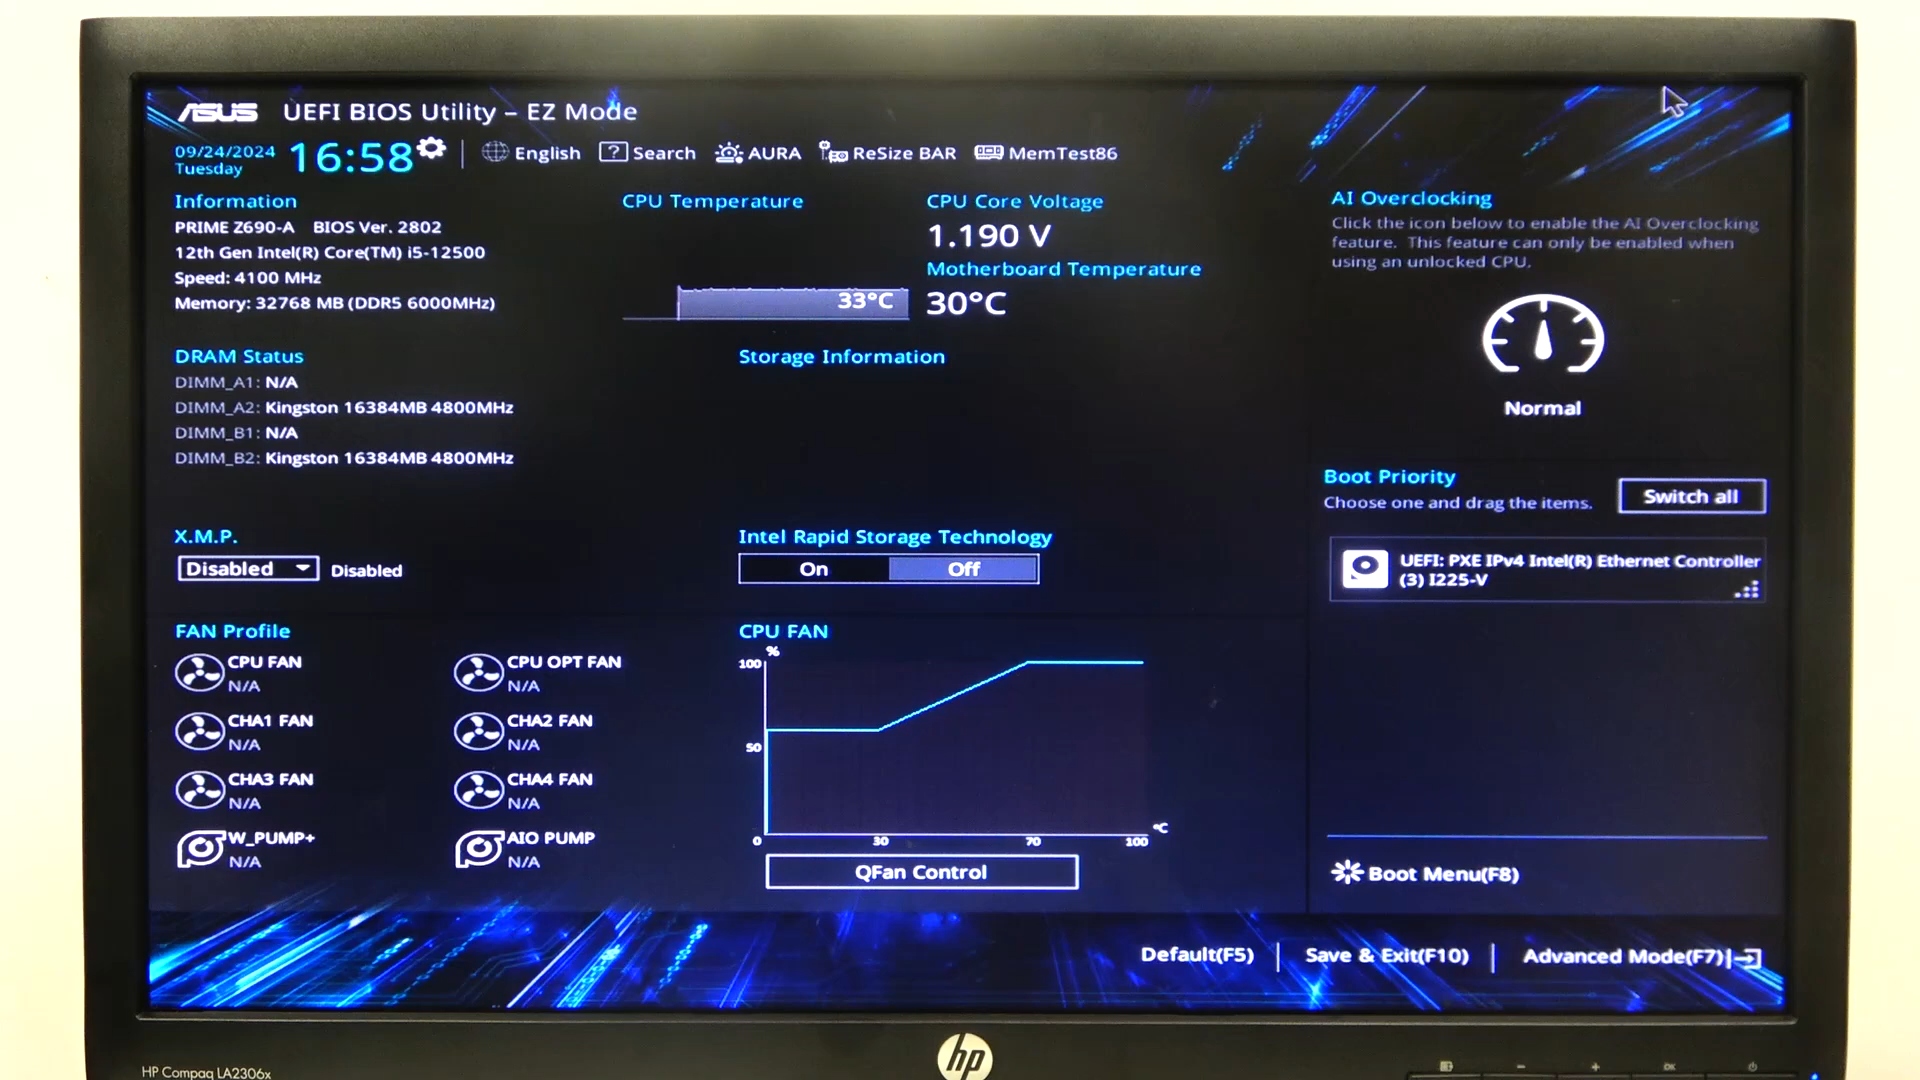 ASUS UEFI BIOS Utility – EZ Mode
09/24/2024
Tuesday
16:58
English
Search
AURA
ReSize BAR
MemTest86
Information
PRIME Z690-A BIOS Ver. 2802
12th Gen Intel(R) Core(TM) i5-12500
Speed: 4100 MHz
Memory: 32768 MB (DDR5 6000MHz)
CPU Temperature
33°C
CPU Core Voltage
1.190 V
Motherboard Temperature
30°C
AI Overclocking
Click the icon below to enable the AI Overclocking
feature. This feature can only be enabled when
using an unlocked CPU.
Normal
DRAM Status
DIMM_A1: N/A
DIMM_A2: Kingston 16384MB 4800MHz
DIMM_B1: N/A
DIMM_B2: Kingston 16384MB 4800MHz
Storage Information
X.M.P.
Disabled
Disabled
Intel Rapid Storage Technology
On
Off
Boot Priority
Choose one and drag the items.
Switch all
UEFI: PXE IPv4 Intel(R) Ethernet Controller
(3) I225-V
FAN Profile
CPU FAN
N/A
CPU OPT FAN
N/A
CHA1 FAN
N/A
CHA2 FAN
N/A
CHA3 FAN
N/A
CHA4 FAN
N/A
W_PUMP+
N/A
AIO PUMP
N/A
CPU FAN
%
100
50
0
30
70
100
°C
QFan Control
Boot Menu(F8)
Default(F5)
Save & Exit(F10)
Advanced Mode(F7)
hp
HP Compaq LA2306x
OK